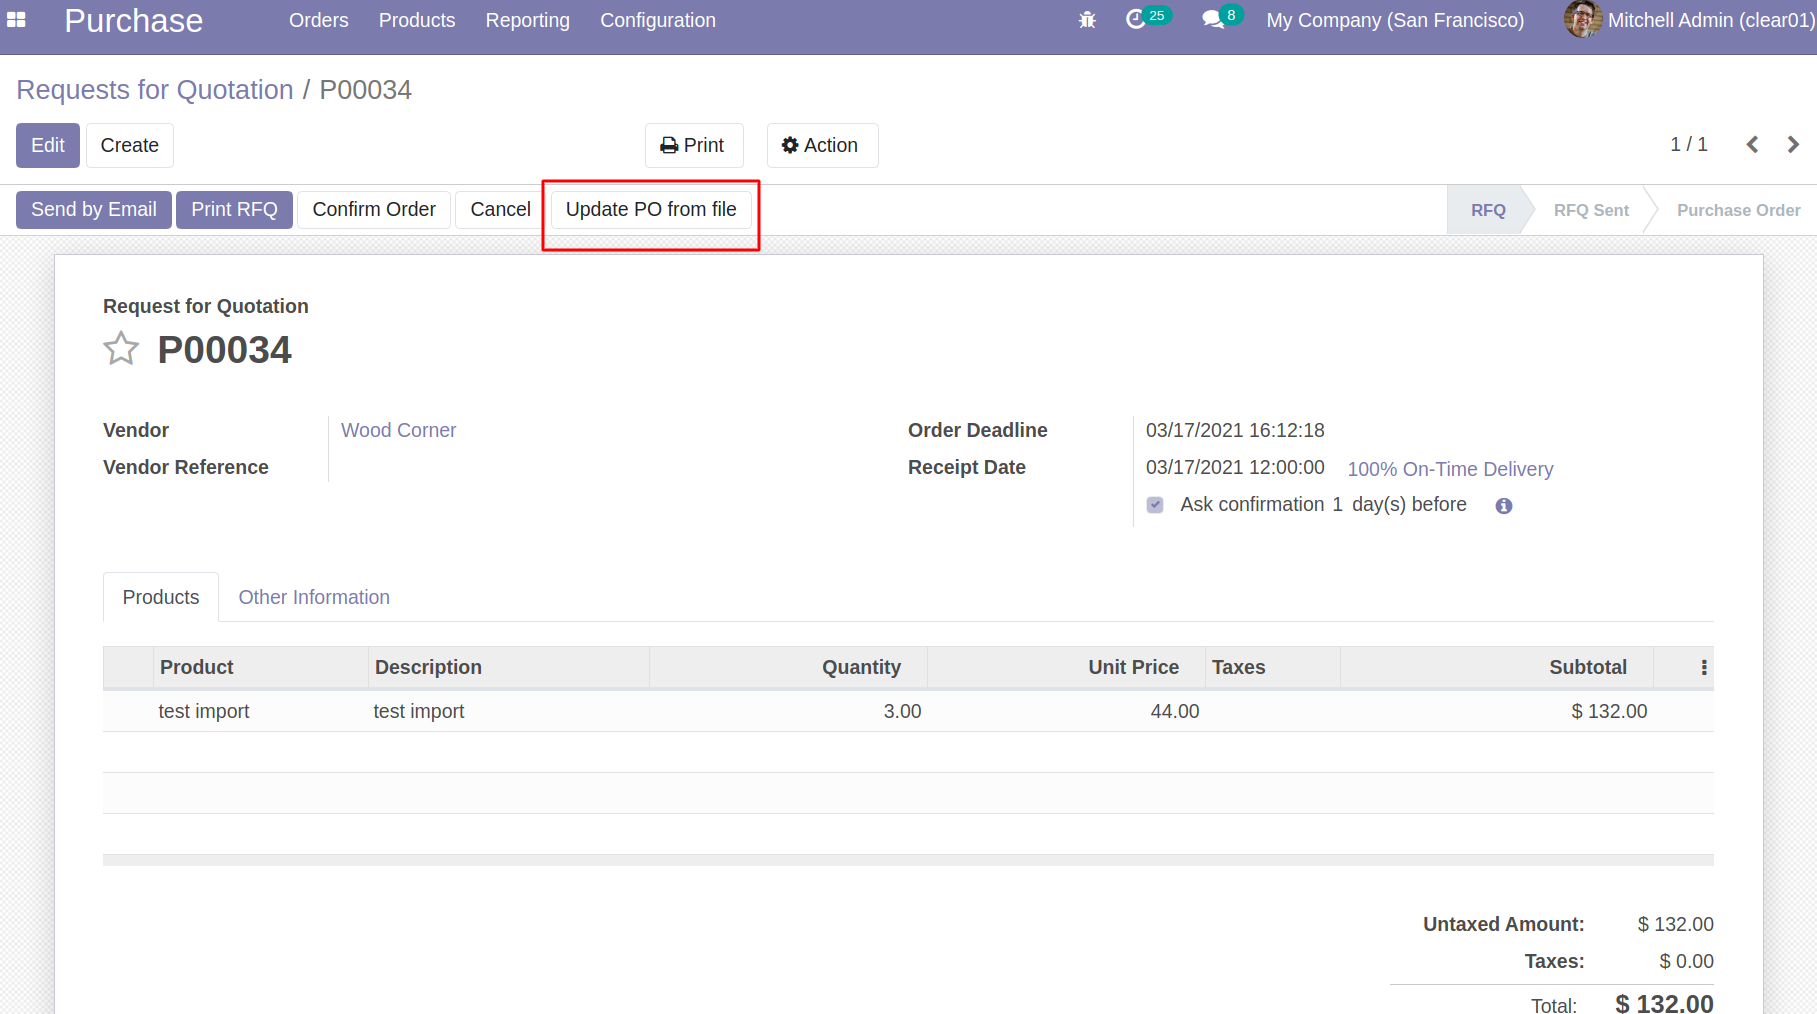 Purchase Orders Products Reporting Configuration 25 8 My Company (San Francisco) Mitchell Admin (clear01)
Requests for Quotation / P00034
Edit Create Print Action 1 / 1
Send by Email Print RFQ Confirm Order Cancel Update PO from file RFQ RFQ Sent Purchase Order
Request for Quotation
P00034
Vendor Wood Corner Order Deadline 03/17/2021 16:12:18
Vendor Reference Receipt Date 03/17/2021 12:00:00 100% On-Time Delivery
Ask confirmation 1 day(s) before
Products Other Information
Product Description Quantity Unit Price Taxes Subtotal
test import test import 3.00 44.00 $ 132.00
Untaxed Amount: $ 132.00
Taxes: $ 0.00
Total: $ 132.00